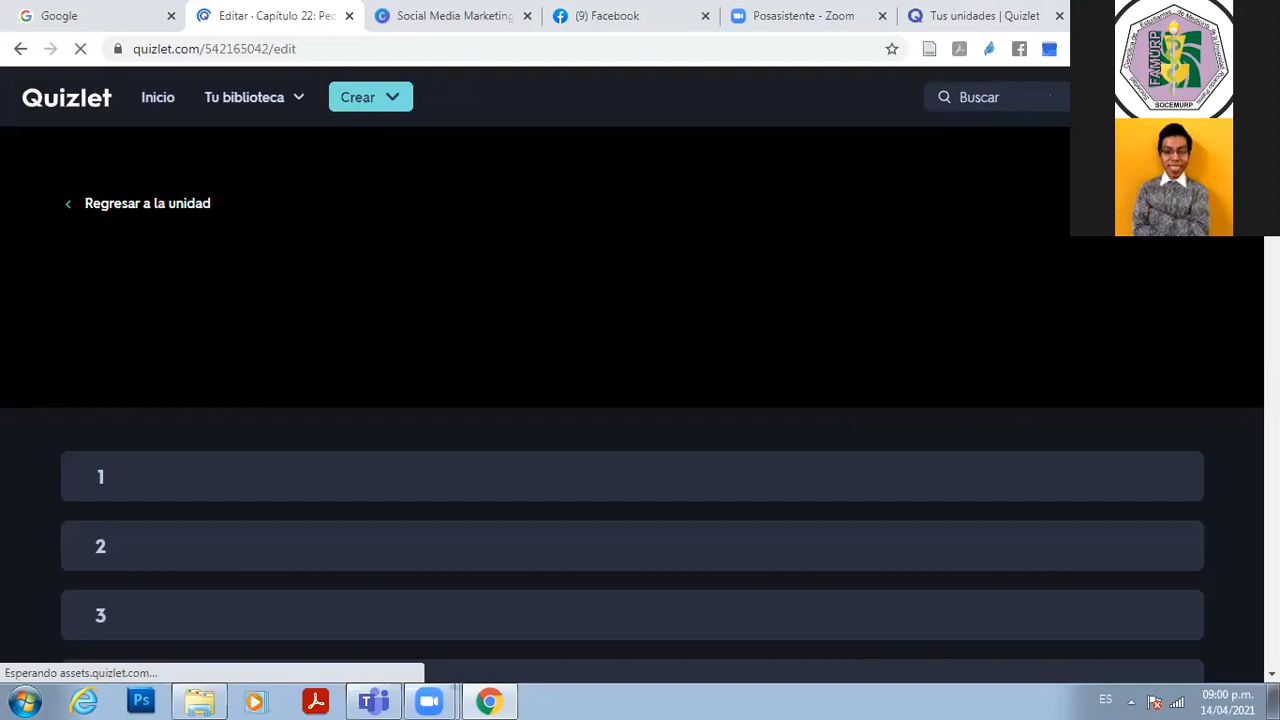 Google
Editar · Capítulo 22: Pec
Social Media Marketing
(9) Facebook
Posasistente - Zoom
Tus unidades | Quizlet
quizlet.com/542165042/edit
Quizlet
Inicio
Tu biblioteca
Crear
Buscar
FAMURP
SOCEMURP
Regresar a la unidad
1
2
3
Esperando assets.quizlet.com...
Ps
ES
09:00 p.m.
14/04/2021